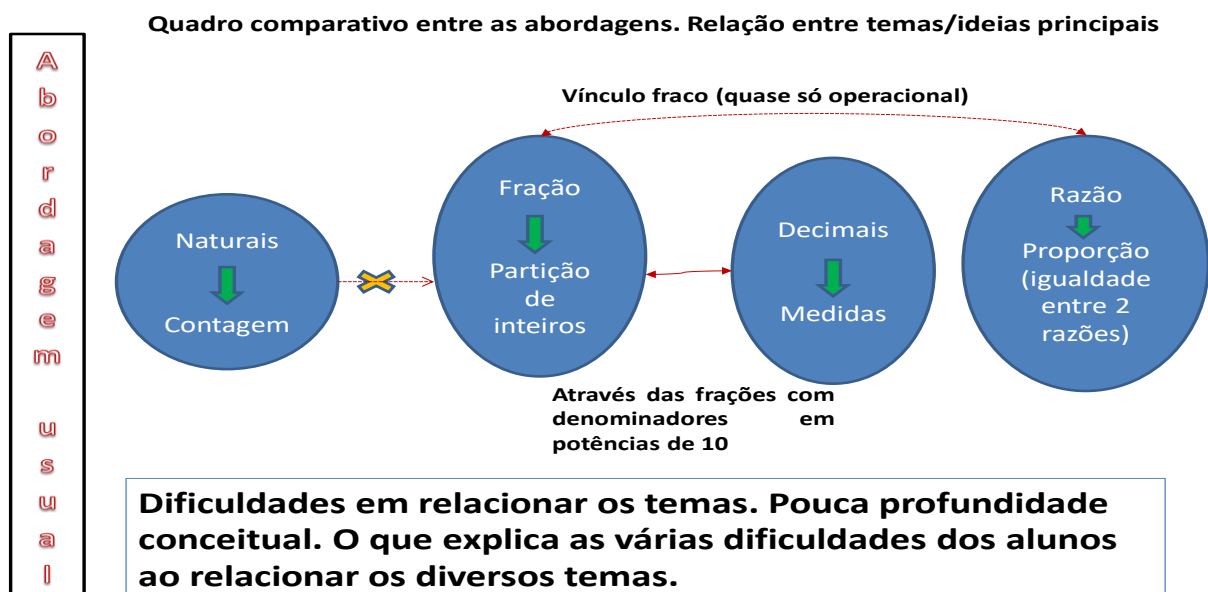 Quadro comparativo entre as abordagens. Relação entre temas/ideias principais
Abordagem usual
Vínculo fraco (quase só operacional)
Naturais
Contagem
Fração
Partição
de
inteiros
Decimais
Medidas
Razão
Proporção
(igualdade
entre 2
razões)
Através das frações com
denominadores em
potências de 10
Dificuldades em relacionar os temas. Pouca profundidade
conceitual. O que explica as várias dificuldades dos alunos
ao relacionar os diversos temas.